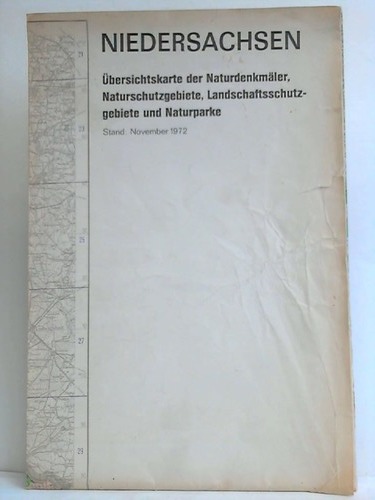 NIEDERSACHSEN
Übersichtskarte der Naturdenkmäler,
Naturschutzgebiete, Landschaftsschutz-
gebiete und Naturparke
Stand: November 1972